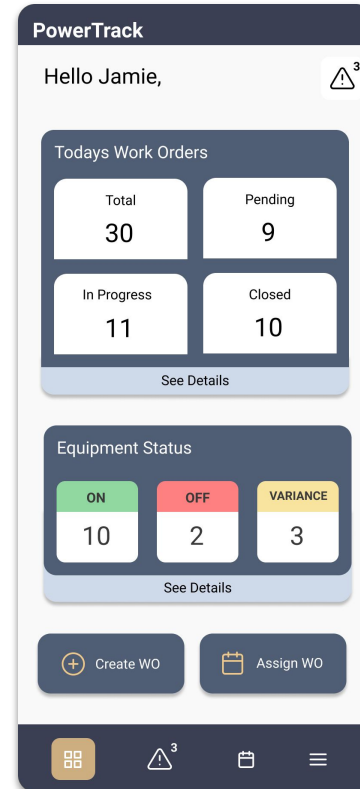 PowerTrack
Hello Jamie,
3
Todays Work Orders
Total
30
Pending
9
In Progress
11
Closed
10
See Details
Equipment Status
ON
10
OFF
2
VARIANCE
3
See Details
Create WO
Assign WO
3